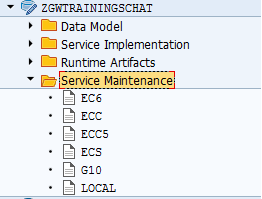 ZGWTRAININGSCHAT
Data Model
Service Implementation
Runtime Artifacts
Service Maintenance
EC6
ECC
ECC5
ECS
G10
LOCAL